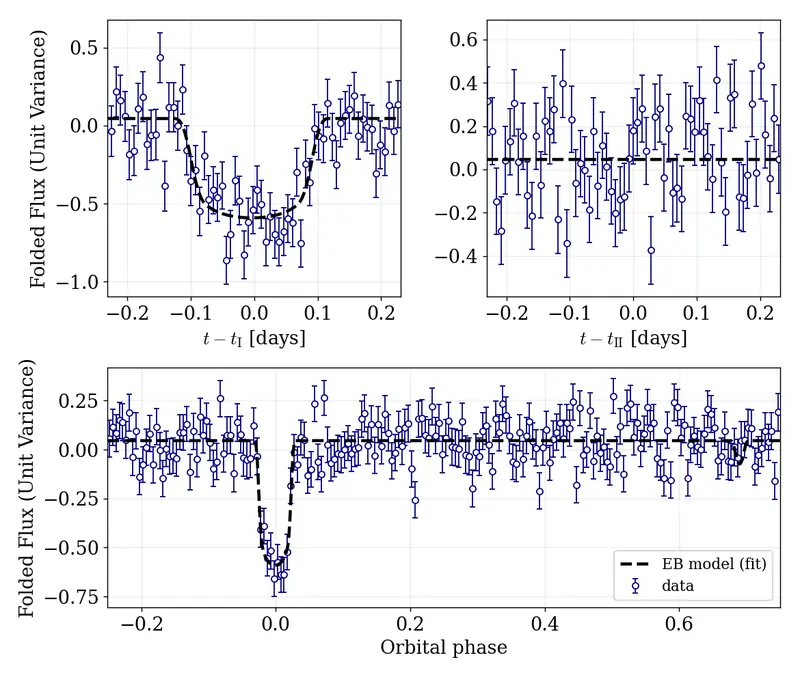 Folded Flux (Unit Variance)
0.5
0.0
−0.5
−1.0
−0.2 −0.1 0.0 0.1 0.2
t − tI [days]
0.6
0.4
0.2
0.0
−0.2
−0.4
−0.2 −0.1 0.0 0.1 0.2
t − tII [days]
Folded Flux (Unit Variance)
0.25
0.00
−0.25
−0.50
−0.75
EB model (fit)
data
−0.2 0.0 0.2 0.4 0.6
Orbital phase